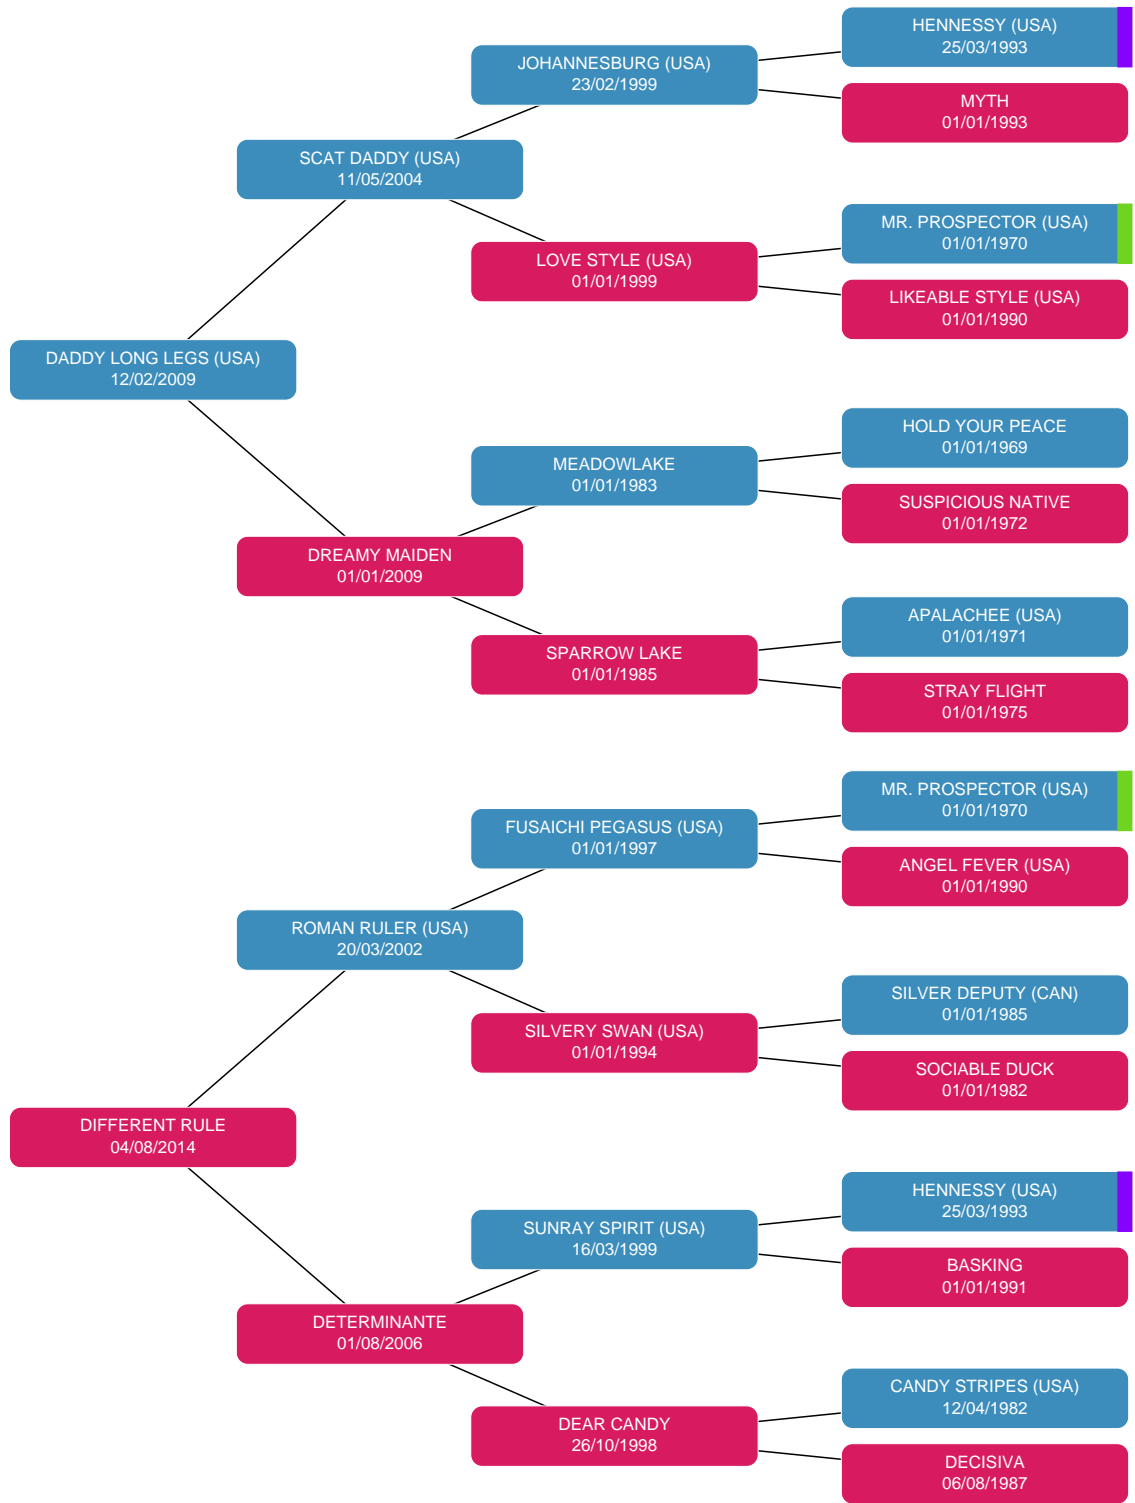 HENNESSY (USA)
25/03/1993
JOHANNESBURG (USA)
23/02/1999
MYTH
01/01/1993
SCAT DADDY (USA)
11/05/2004
MR. PROSPECTOR (USA)
01/01/1970
LOVE STYLE (USA)
01/01/1999
LIKEABLE STYLE (USA)
01/01/1990
DADDY LONG LEGS (USA)
12/02/2009
HOLD YOUR PEACE
01/01/1969
MEADOWLAKE
01/01/1983
SUSPICIOUS NATIVE
01/01/1972
DREAMY MAIDEN
01/01/2009
APALACHEE (USA)
01/01/1971
SPARROW LAKE
01/01/1985
STRAY FLIGHT
01/01/1975
MR. PROSPECTOR (USA)
01/01/1970
FUSAICHI PEGASUS (USA)
01/01/1997
ANGEL FEVER (USA)
01/01/1990
ROMAN RULER (USA)
20/03/2002
SILVER DEPUTY (CAN)
01/01/1985
SILVERY SWAN (USA)
01/01/1994
SOCIABLE DUCK
01/01/1982
DIFFERENT RULE
04/08/2014
HENNESSY (USA)
25/03/1993
SUNRAY SPIRIT (USA)
16/03/1999
BASKING
01/01/1991
DETERMINANTE
01/08/2006
CANDY STRIPES (USA)
12/04/1982
DEAR CANDY
26/10/1998
DECISIVA
06/08/1987